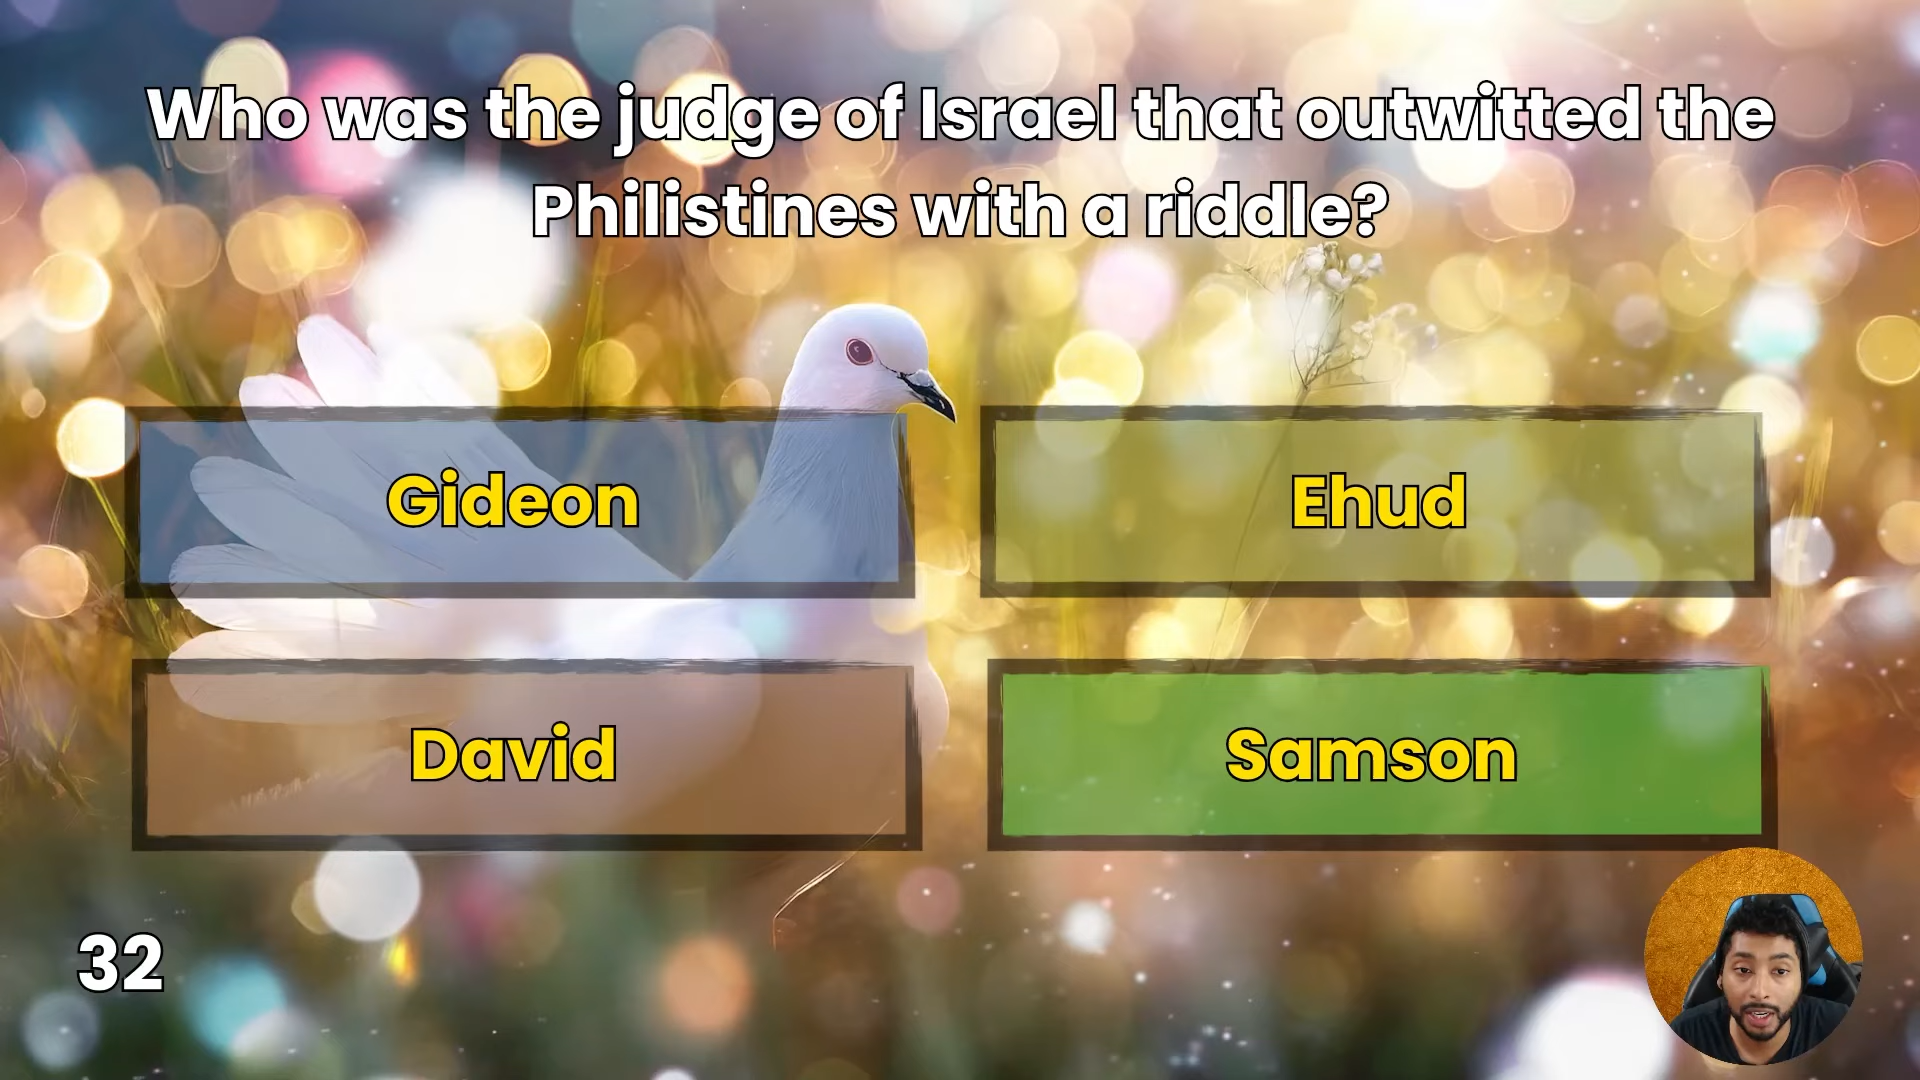 Who was the judge of Israel that outwitted the
Philistines with a riddle?
Gideon
Ehud
David
Samson
32